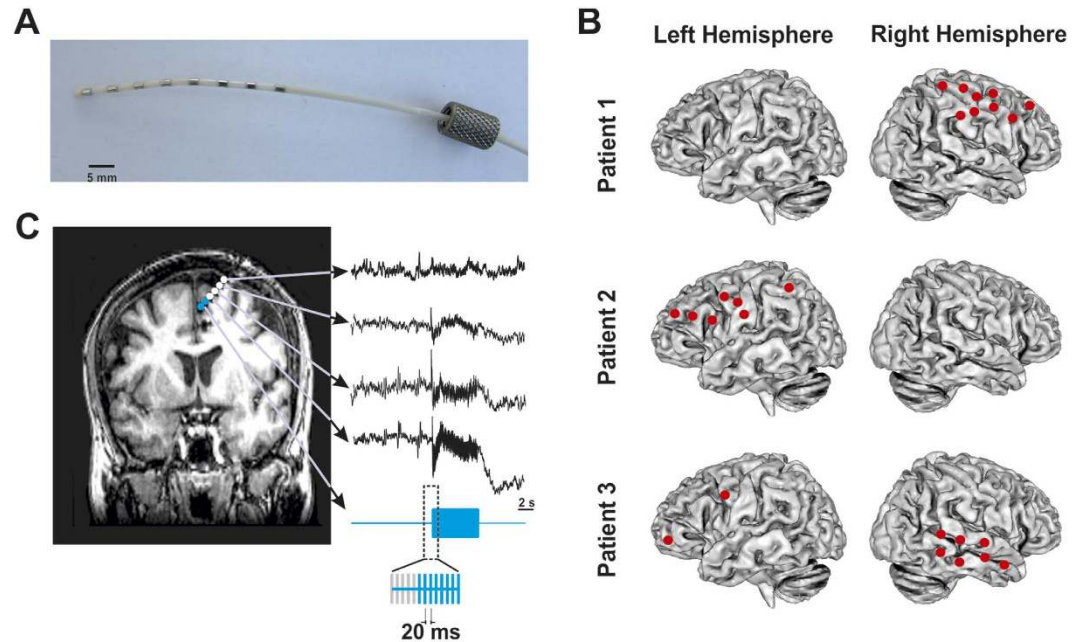 A
5 mm
B
Left Hemisphere
Right Hemisphere
Patient 1
Patient 2
Patient 3
C
2 s
20 ms